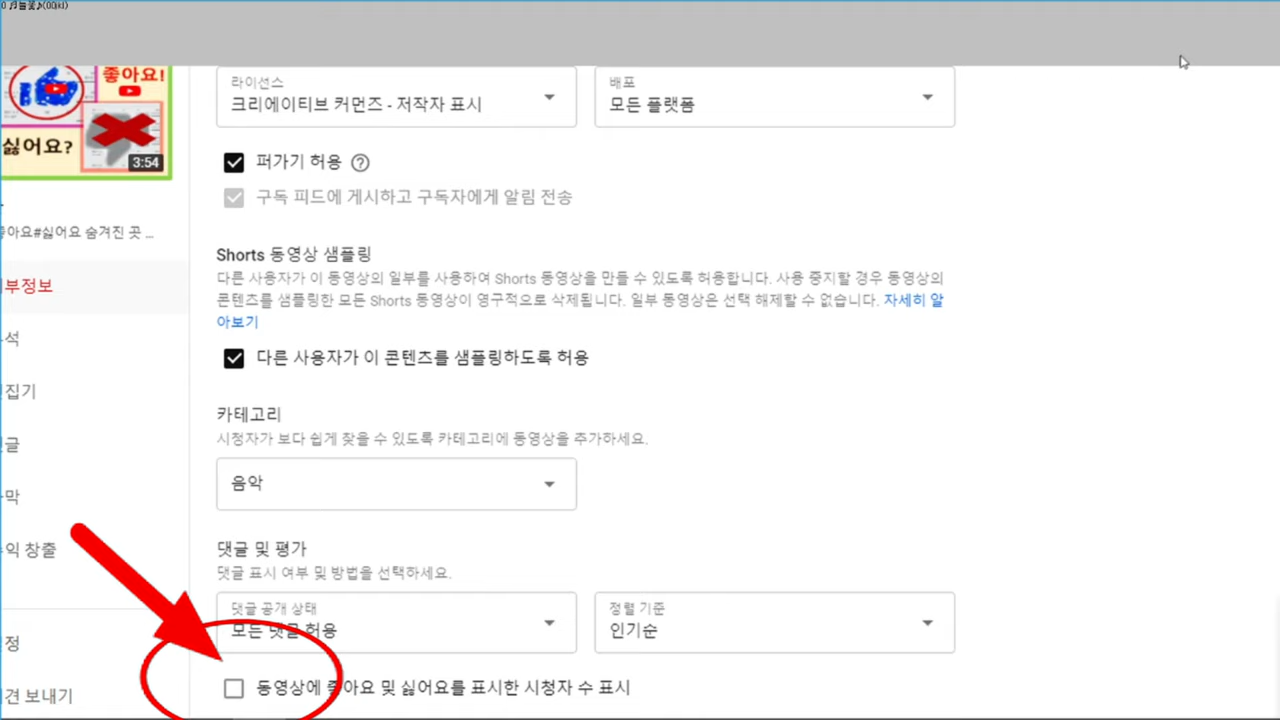 좋아요!
싫어요?
3:54
좋아요#싫어요 숨겨진 곳 ...
세부정보
분석
편집기
댓글
자막
수익 창출
설정
의견 보내기
라이선스
크리에이티브 커먼즈 - 저작자 표시
배포
모든 플랫폼
퍼가기 허용
구독 피드에 게시하고 구독자에게 알림 전송
Shorts 동영상 샘플링
다른 사용자가 이 동영상의 일부를 사용하여 Shorts 동영상을 만들 수 있도록 허용합니다. 사용 중지할 경우 동영상의
콘텐츠를 샘플링한 모든 Shorts 동영상이 영구적으로 삭제됩니다. 일부 동영상은 선택 해제할 수 없습니다. 자세히 알
아보기
다른 사용자가 이 콘텐츠를 샘플링하도록 허용
카테고리
시청자가 보다 쉽게 찾을 수 있도록 카테고리에 동영상을 추가하세요.
음악
댓글 및 평가
댓글 표시 여부 및 방법을 선택하세요.
댓글 공개 상태
모든 댓글 허용
정렬 기준
인기순
동영상에 좋아요 및 싫어요를 표시한 시청자 수 표시